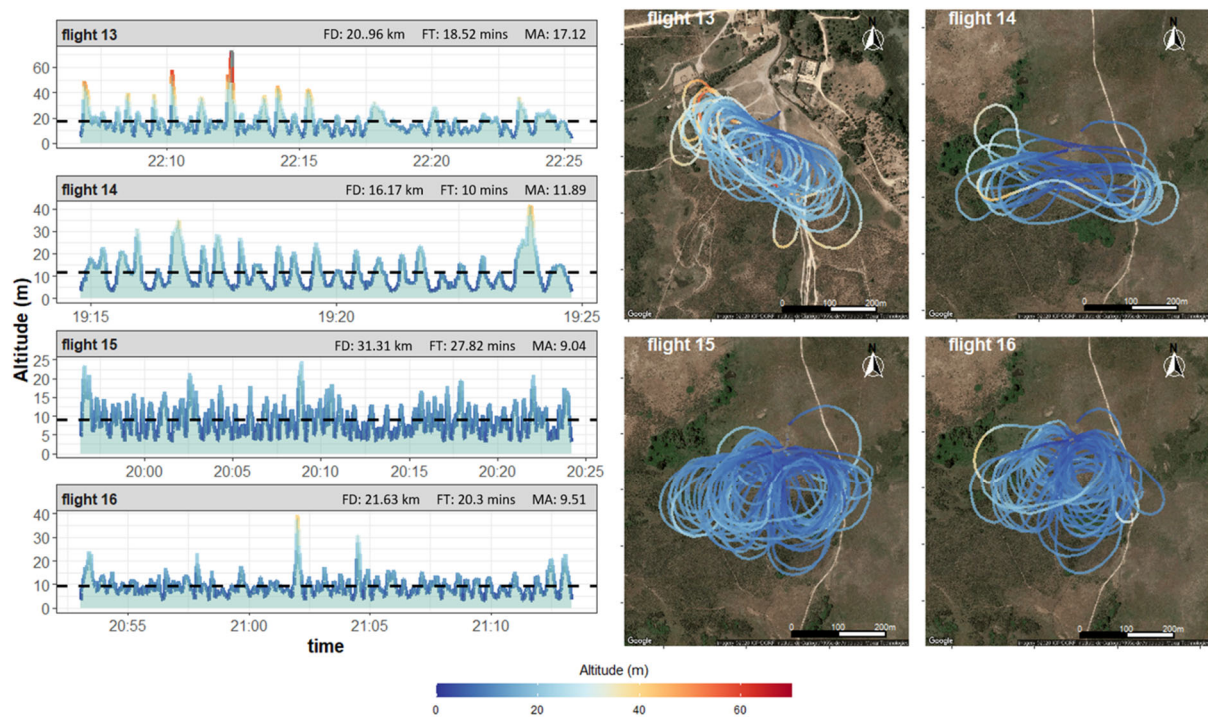 flight 13 FD: 20.96 km FT: 18.52 mins MA: 17.12
60
40
20
0
22:10 22:15 22:20 22:25
flight 14 FD: 16.17 km FT: 10 mins MA: 11.89
40
30
20
10
0
19:15 19:20 19:25
flight 15 FD: 31.31 km FT: 27.82 mins MA: 9.04
25
20
15
10
5
0
20:00 20:05 20:10 20:15 20:20 20:25
flight 16 FD: 21.63 km FT: 20.3 mins MA: 9.51
40
30
20
10
0
20:55 21:00 21:05 21:10
Altitude (m)
time
flight 13
N
0 100 200m
Google
flight 14
N
0 100 200m
Google
flight 15
N
0 100 200m
Google
flight 16
N
0 100 200m
Google
Altitude (m)
0 20 40 60